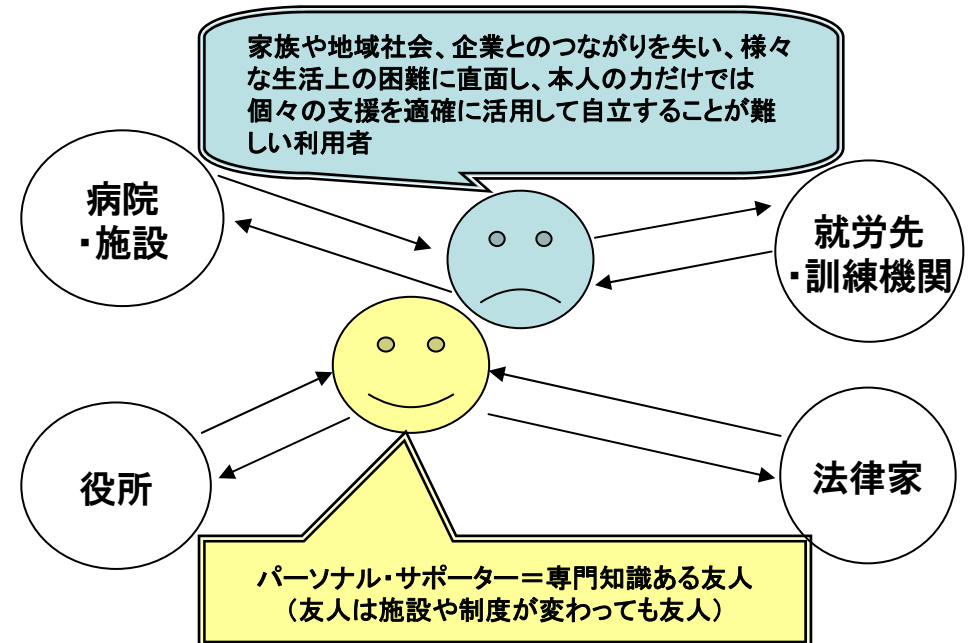 家族や地域社会、企業とのつながりを失い、様々
な生活上の困難に直面し、本人の力だけでは
個々の支援を適確に活用して自立することが難
しい利用者
病院
・施設
就労先
・訓練機関
役所
法律家
パーソナル・サポーター＝専門知識ある友人
（友人は施設や制度が変わっても友人）